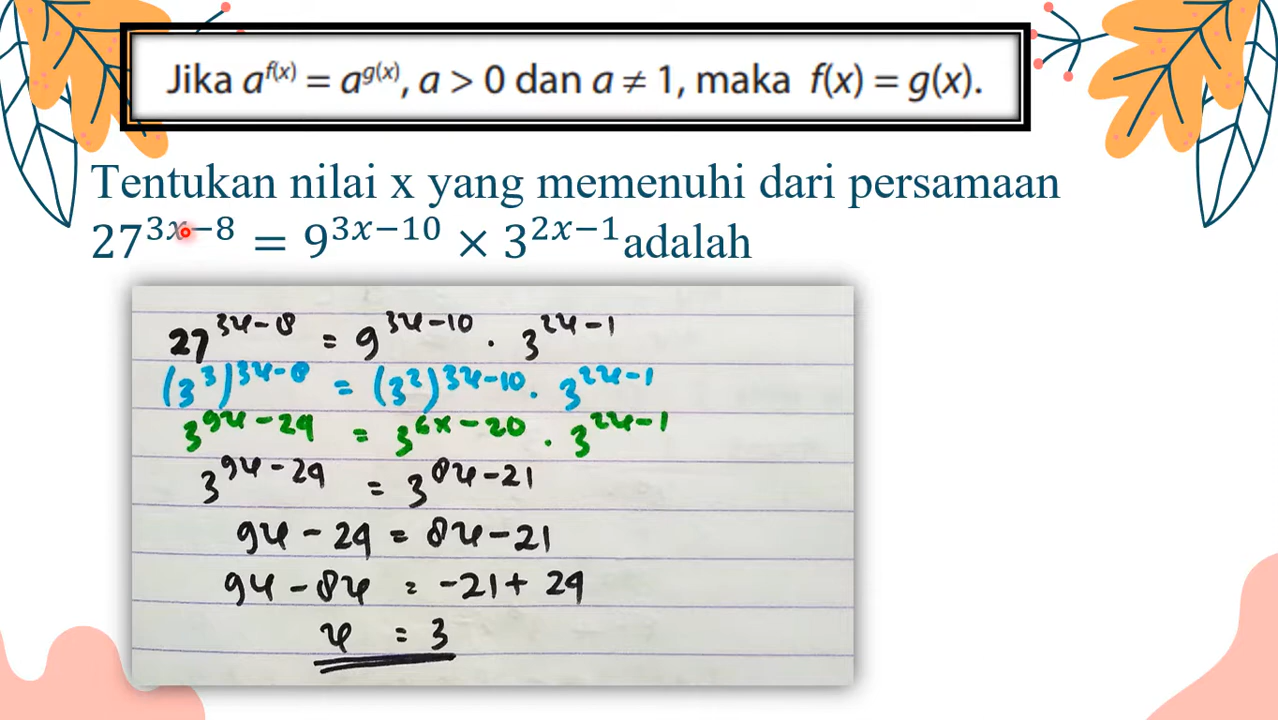 Jika a^f(x) = a^g(x), a > 0 dan a ≠ 1, maka f(x) = g(x).
Tentukan nilai x yang memenuhi dari persamaan
27^(3x−8) = 9^(3x−10) × 3^(2x−1) adalah
27^(3x-8) = 9^(3x-10) . 3^(2x-1)
(3^3)^(3x-8) = (3^2)^(3x-10) . 3^(2x-1)
3^(9x-24) = 3^(6x-20) . 3^(2x-1)
3^(9x-24) = 3^(8x-21)
9x - 24 = 8x - 21
9x - 8x = -21 + 24
x = 3